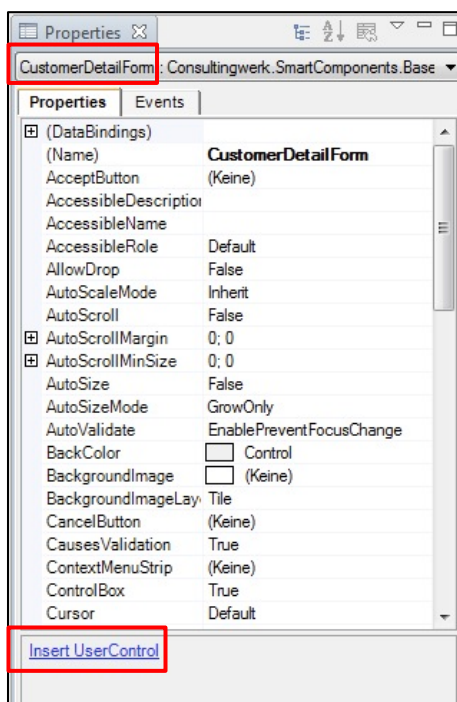 Properties
CustomerDetailForm : Consultingwerk.SmartComponents.Base
Properties Events
(DataBindings)
(Name) CustomerDetailForm
AcceptButton (Keine)
AccessibleDescription
AccessibleName
AccessibleRole Default
AllowDrop False
AutoScaleMode Inherit
AutoScroll False
AutoScrollMargin 0; 0
AutoScrollMinSize 0; 0
AutoSize False
AutoSizeMode GrowOnly
AutoValidate EnablePreventFocusChange
BackColor Control
BackgroundImage (Keine)
BackgroundImageLay Tile
CancelButton (Keine)
CausesValidation True
ContextMenuStrip (Keine)
ControlBox True
Cursor Default
Insert UserControl